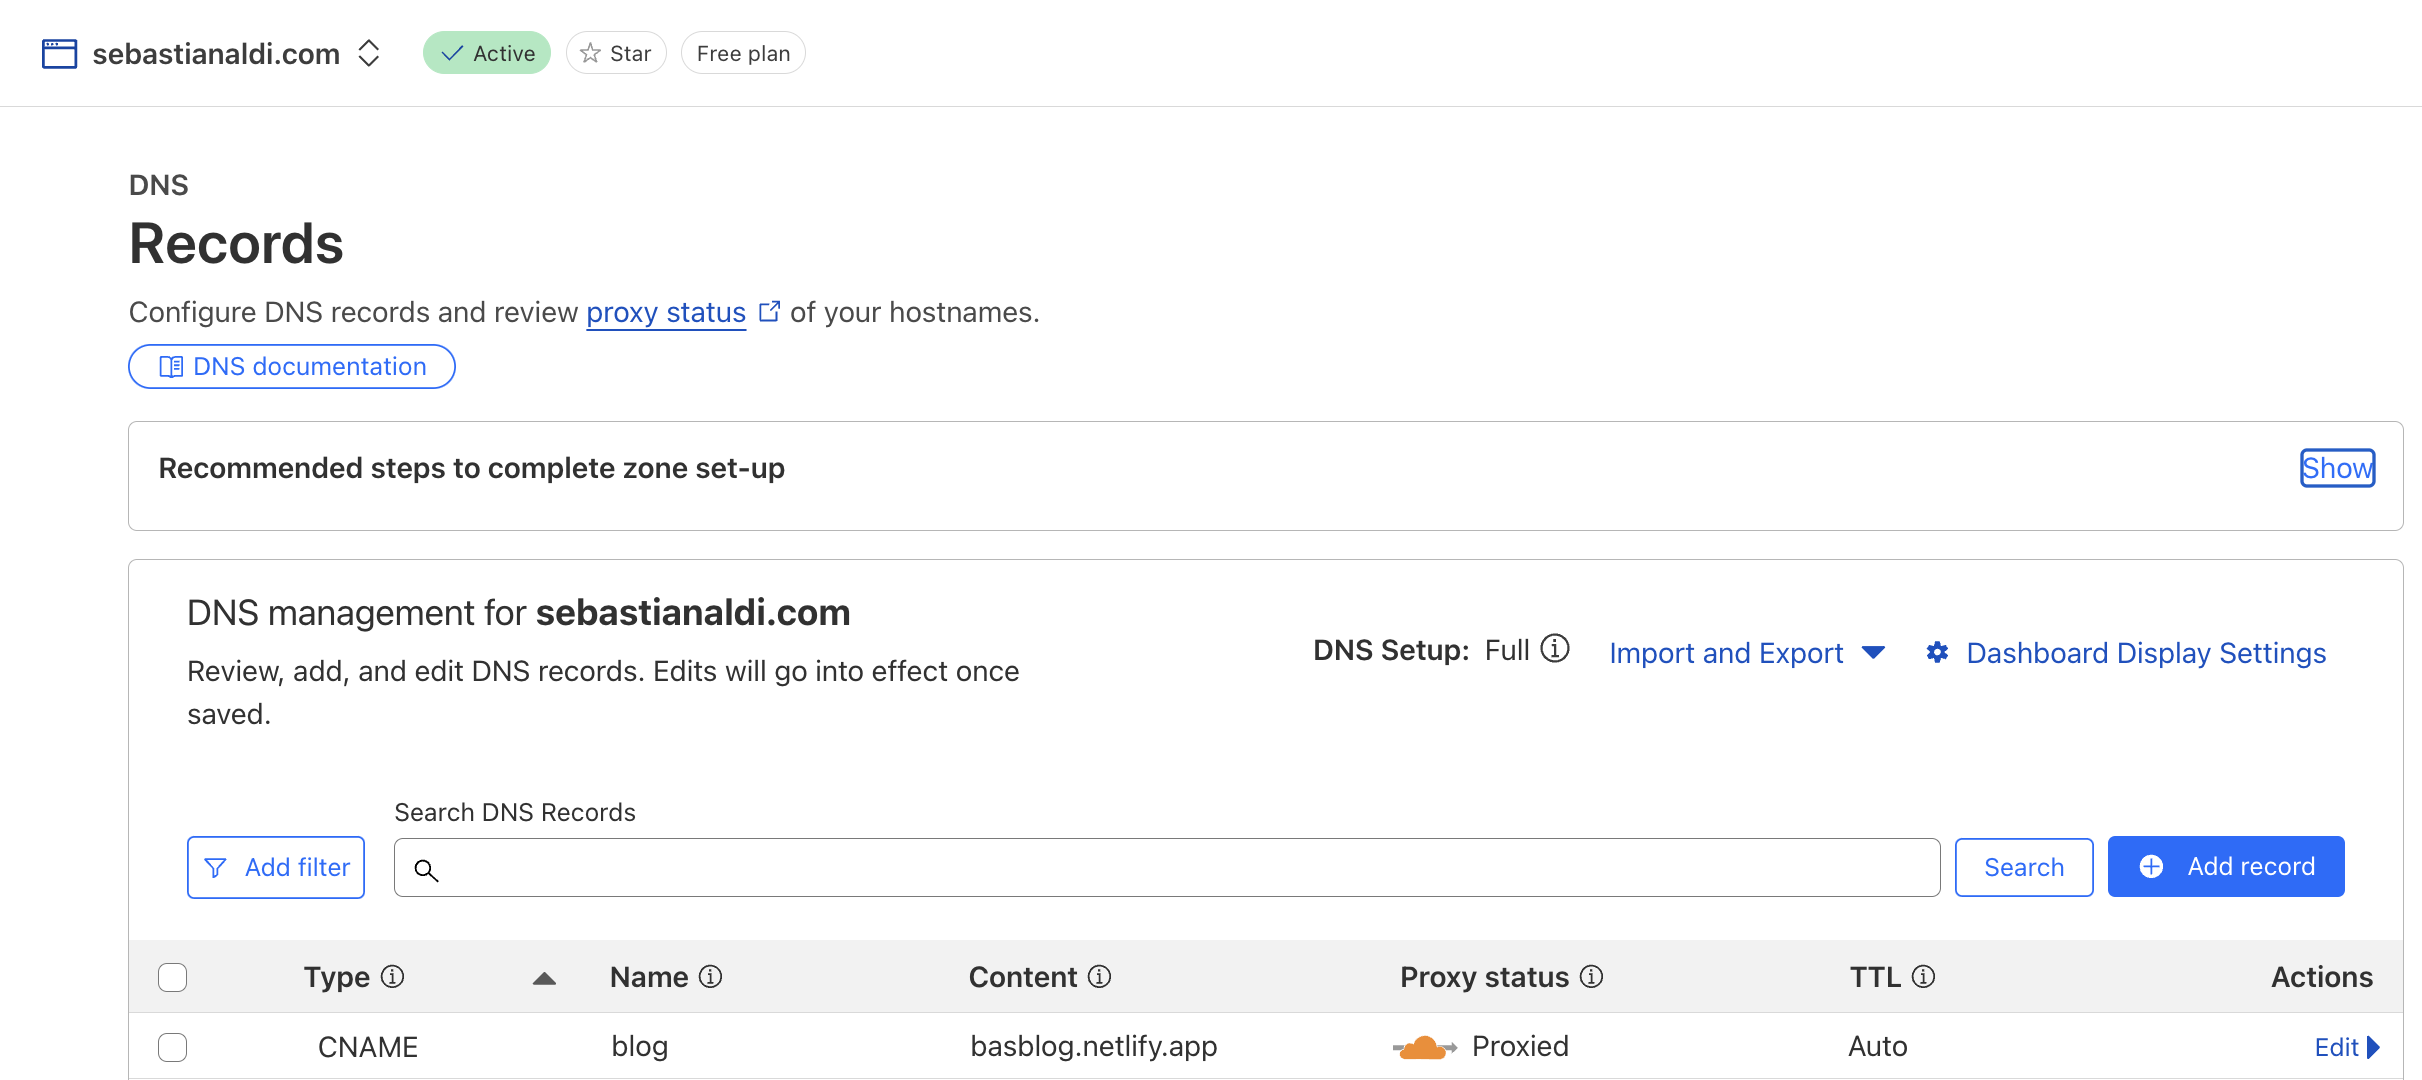 sebastianaldi.com Active Star Free plan
DNS
Records
Configure DNS records and review proxy status of your hostnames.
DNS documentation
Recommended steps to complete zone set-up Show
DNS management for sebastianaldi.com
Review, add, and edit DNS records. Edits will go into effect once
saved.
DNS Setup: Full Import and Export Dashboard Display Settings
Search DNS Records
Add filter Search Add record
Type Name Content Proxy status TTL Actions
CNAME blog basblog.netlify.app Proxied Auto Edit